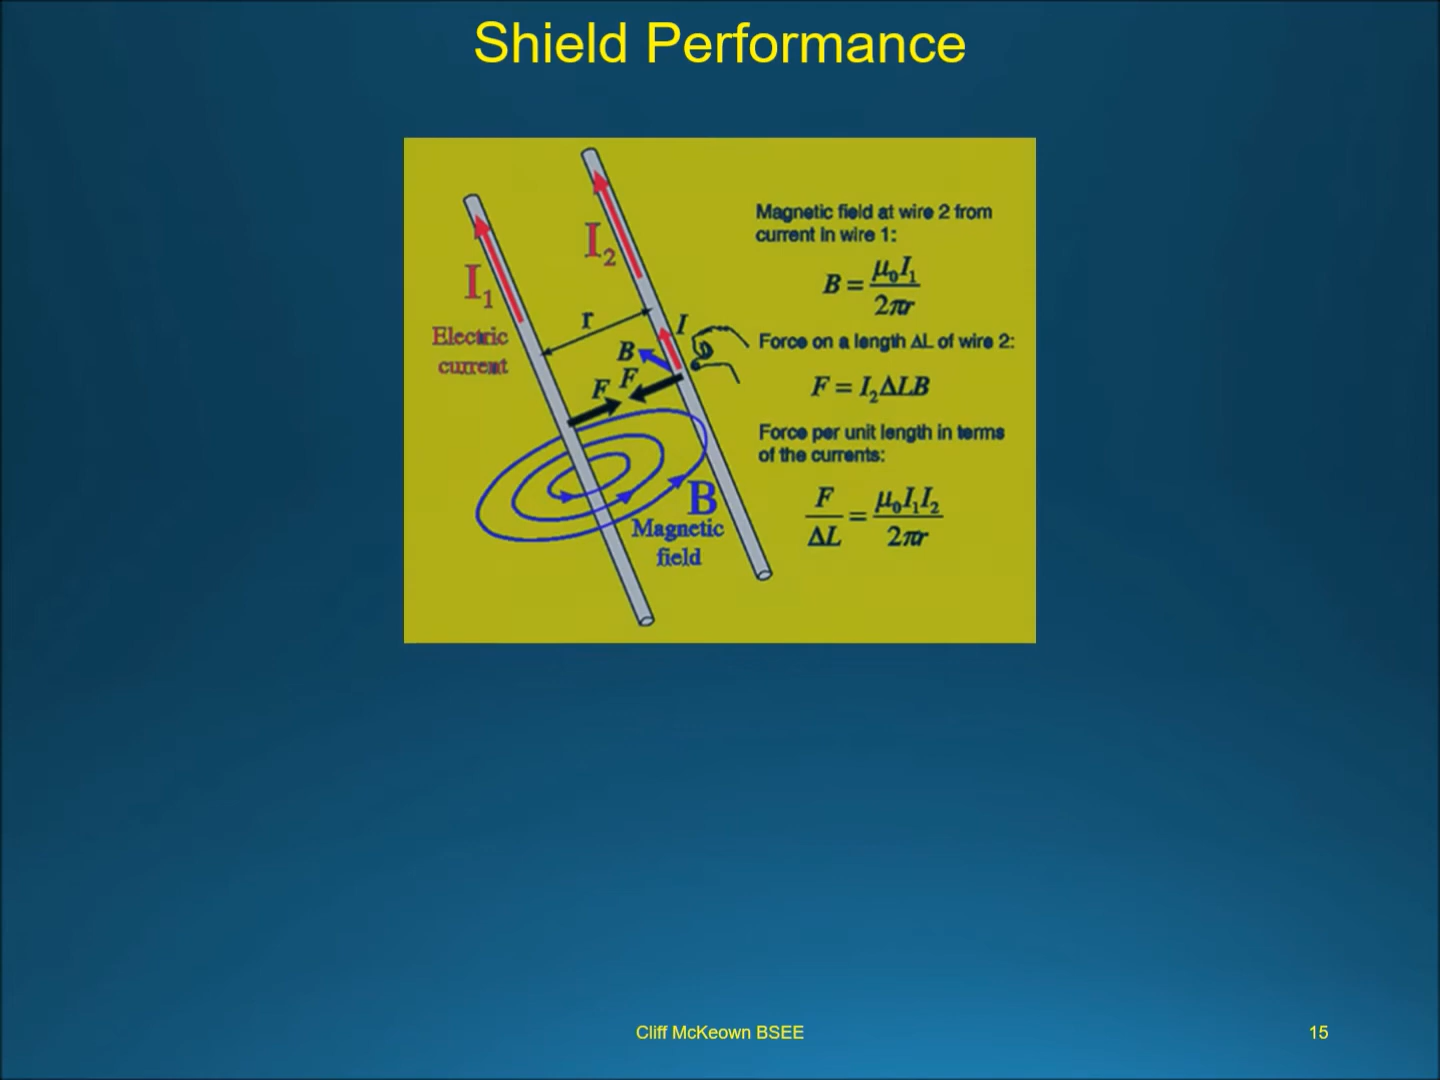 Shield Performance
I₁
Electric
current
I₂
r
I
B
F
F
B
Magnetic
field
Magnetic field at wire 2 from
current in wire 1:
B = μ₀I₁ / 2πr
Force on a length ΔL of wire 2:
F = I₂ΔLB
Force per unit length in terms
of the currents:
F / ΔL = μ₀I₁I₂ / 2πr
Cliff McKeown BSEE
15